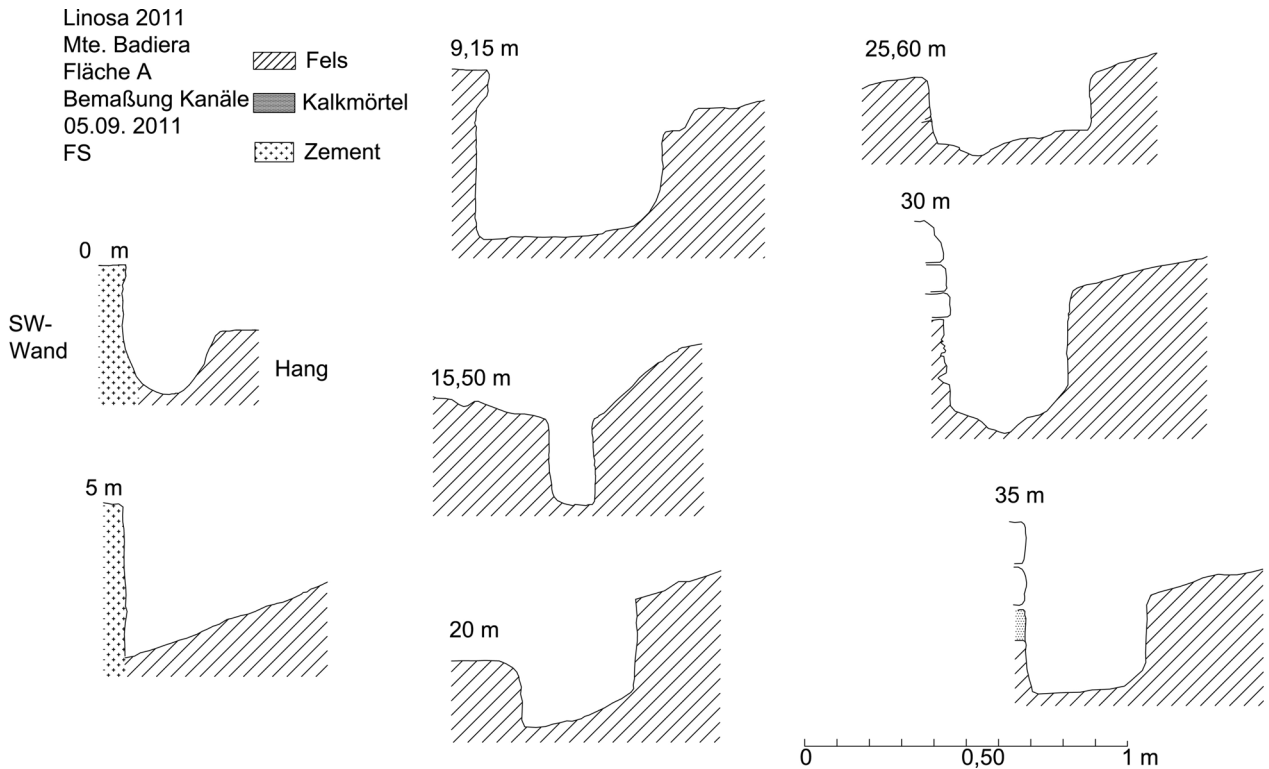 Linosa 2011
Mte. Badiera
Fläche A
Bemaßung Kanäle
05.09. 2011
FS
Fels
Kalkmörtel
Zement
0 m
SW-
Wand
Hang
5 m
9,15 m
15,50 m
20 m
25,60 m
30 m
35 m
0 0,50 1 m